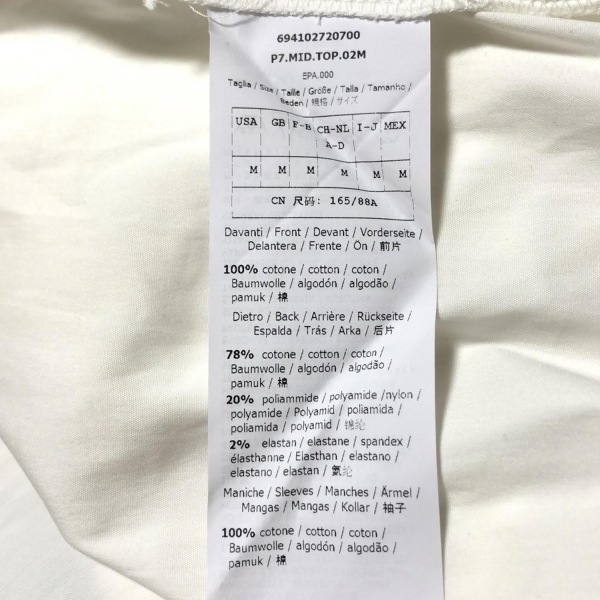 694102720700
P7.MID.TOP.02M
EPA.000
Taglia / Size / Taille / Größe / Talla / Tamanho /
Beden / 規格 / サイズ
USA GB F-B CH-NL I-J MEX
A-D
M M M M M M
CN 尺码: 165/88A
Davanti / Front / Devant / Vorderseite /
Delantera / Frente / Ön / 前片
100% cotone / cotton / coton /
Baumwolle / algodón / algodão /
pamuk / 棉
Dietro / Back / Arrière / Rückseite /
Espalda / Trás / Arka / 后片
78% cotone / cotton / coton /
Baumwolle / algodón / algodão /
pamuk / 棉
20% poliammide / polyamide /nylon /
polyamide / Polyamid / poliamida /
poliamida / polyamid / 锦纶
2% elastan / elastane / spandex /
élasthanne / Elasthan / elastano /
elastano / elastan / 氨纶
Maniche / Sleeves / Manches / Ärmel /
Mangas / Mangas / Kollar / 袖子
100% cotone / cotton / coton /
Baumwolle / algodón / algodão /
pamuk / 棉